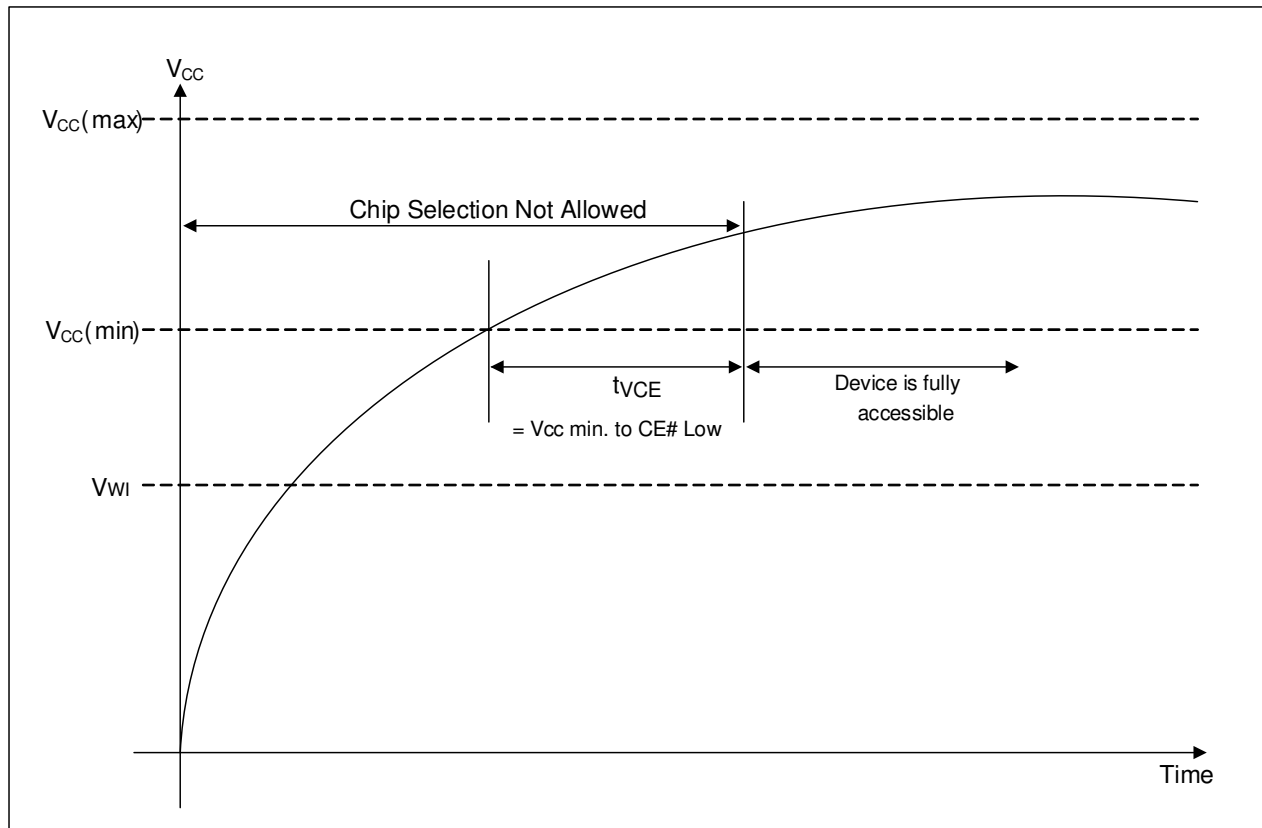 VCC
VCC(max)
Chip Selection Not Allowed
VCC(min)
tVCE
= Vcc min. to CE# Low
Device is fully
accessible
VWI
Time